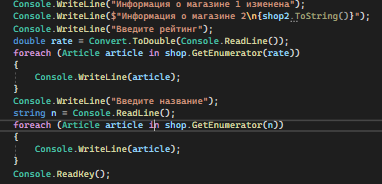 Console.WriteLine("Информация о магазине 1 изменена");
Console.WriteLine($"Информация о магазине 2\n{shop2.ToString()}");
Console.WriteLine("Введите рейтинг");
double rate = Convert.ToDouble(Console.ReadLine());
foreach (Article article in shop.GetEnumerator(rate))
{
Console.WriteLine(article);
}
Console.WriteLine("Введите название");
string n = Console.ReadLine();
foreach (Article article in shop.GetEnumerator(n))
{
Console.WriteLine(article);
}
Console.ReadKey();